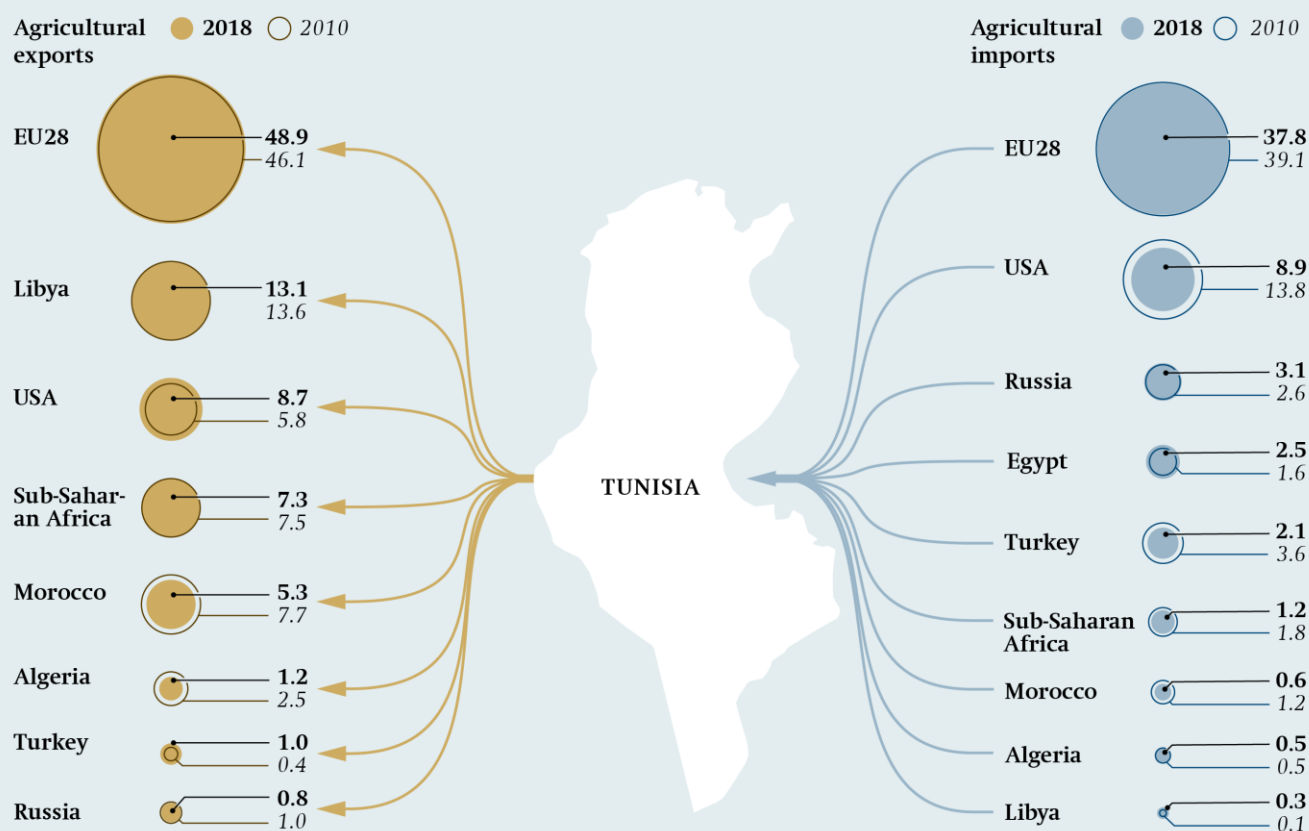 Agricultural
exports
2018
2010
EU28
48.9
46.1
Libya
13.1
13.6
USA
8.7
5.8
Sub-Sahar-
an Africa
7.3
7.5
Morocco
5.3
7.7
Algeria
1.2
2.5
Turkey
1.0
0.4
Russia
0.8
1.0
TUNISIA
Agricultural
imports
2018
2010
EU28
37.8
39.1
USA
8.9
13.8
Russia
3.1
2.6
Egypt
2.5
1.6
Turkey
2.1
3.6
Sub-Saharan
Africa
1.2
1.8
Morocco
0.6
1.2
Algeria
0.5
0.5
Libya
0.3
0.1